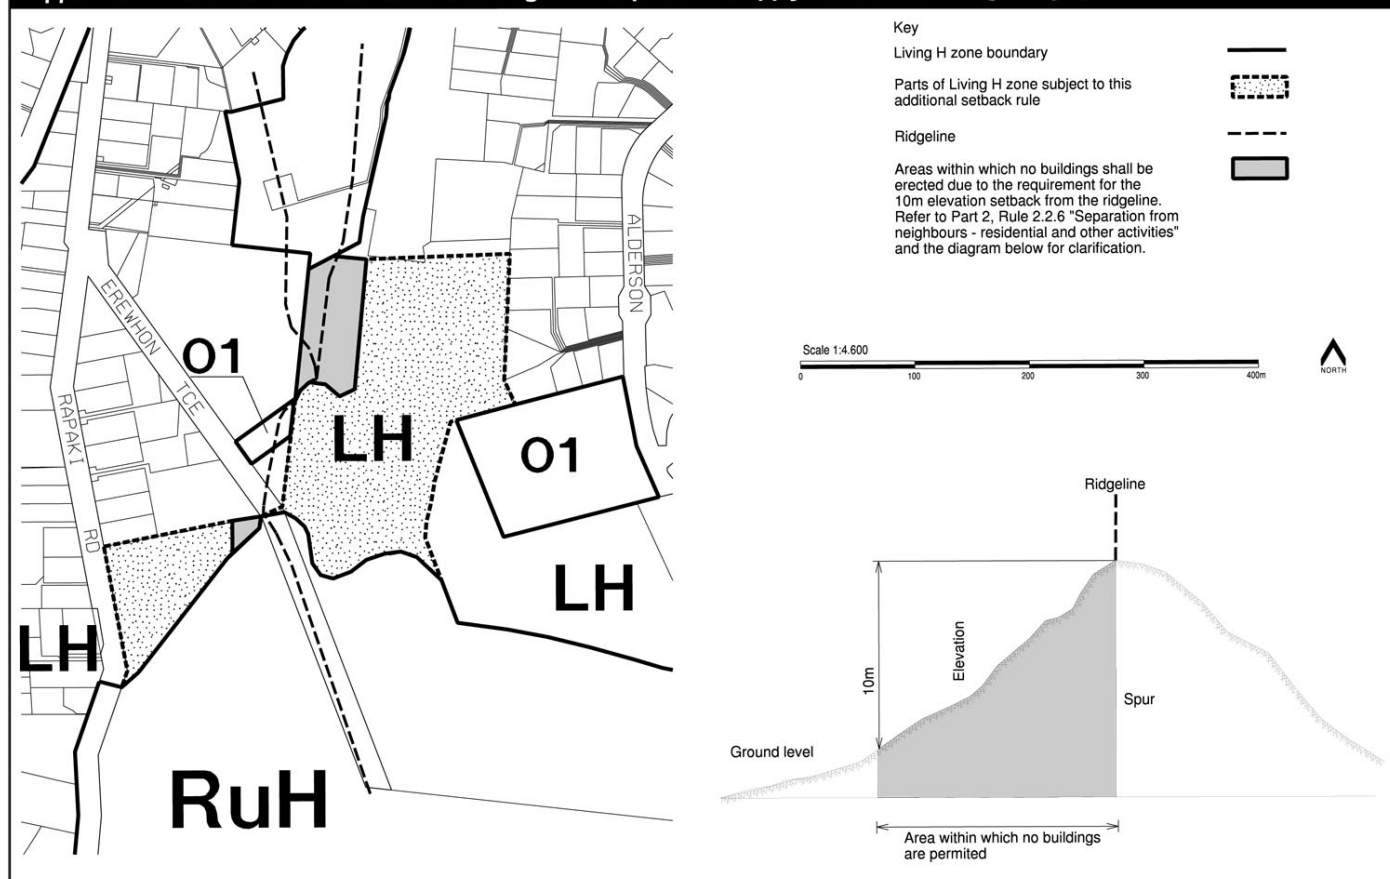 Key
Living H zone boundary
Parts of Living H zone subject to this
additional setback rule
Ridgeline
Areas within which no buildings shall be
erected due to the requirement for the
10m elevation setback from the ridgeline.
Refer to Part 2, Rule 2.2.6 "Separation from
neighbours - residential and other activities"
and the diagram below for clarification.
Scale 1:4.600
0 100 200 300 400m
NORTH
ALDERSON
EREWHON TCE
RAPAKI RD
O1
LH
O1
LH
LH
RuH
Ridgeline
Elevation
10m
Spur
Ground level
Area within which no buildings
are permited